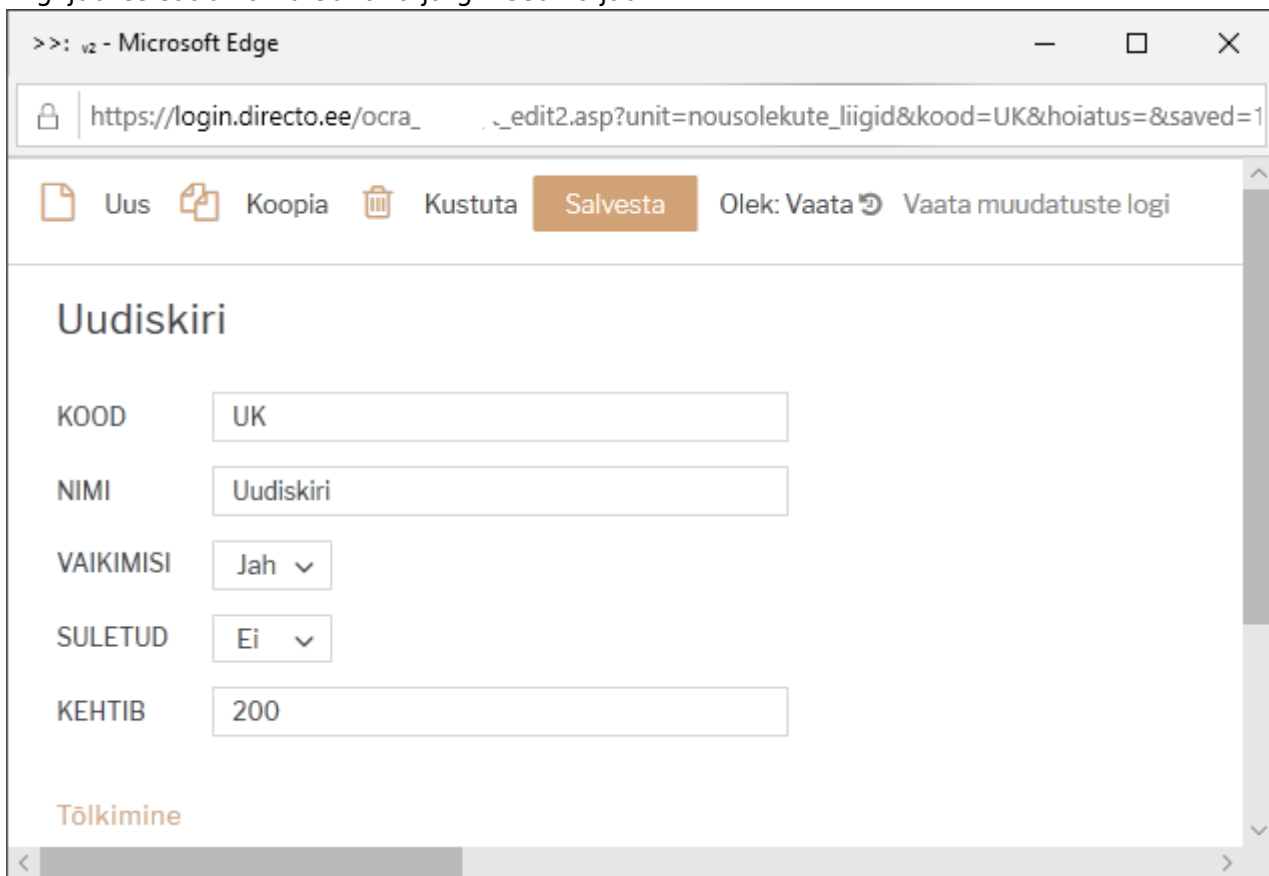 >>: v2 - Microsoft Edge
https://login.directo.ee/ocra_ _edit2.asp?unit=nousolekute_liigid&kood=UK&hoiatus=&saved=1
Uus Koopia Kustuta Salvesta Olek: Vaata Vaata muudatuste logi
Uudiskiri
KOOD UK
NIMI Uudiskiri
VAIKIMISI Jah
SULETUD Ei
KEHTIB 200
Tõlkimine